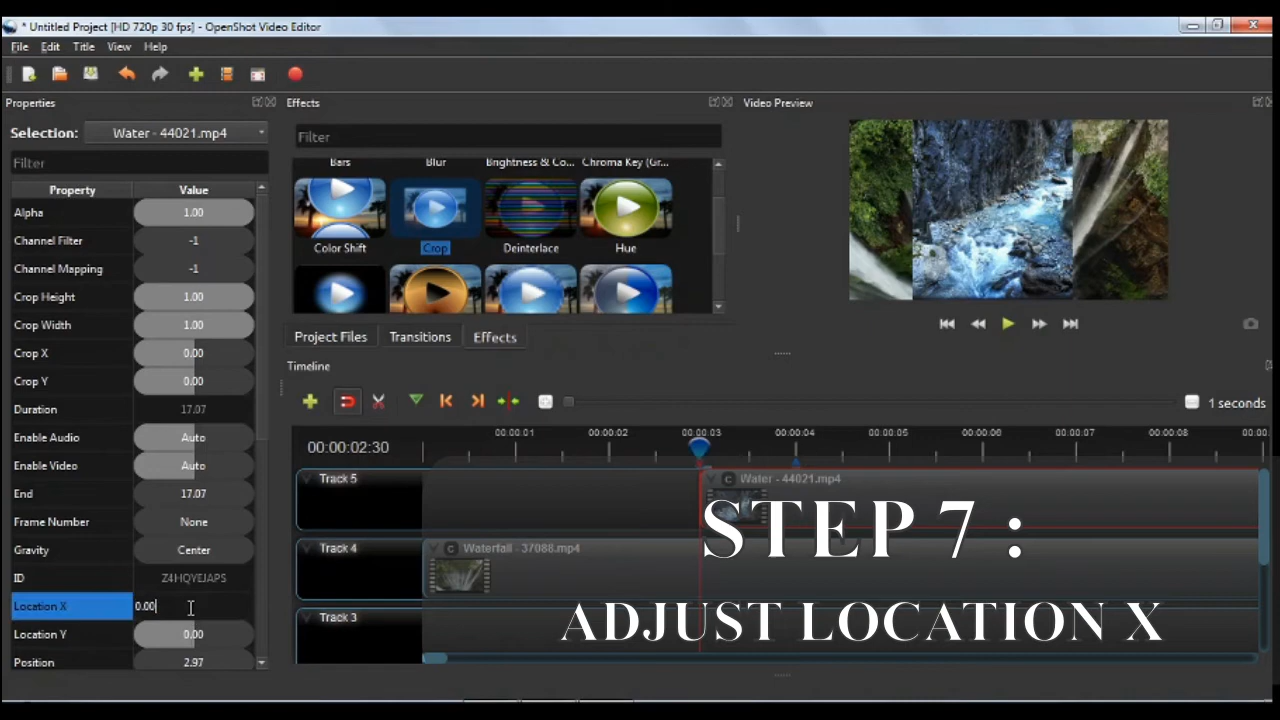 * Untitled Project [HD 720p 30 fps] - OpenShot Video Editor
File Edit Title View Help
Properties
Selection: Water - 44021.mp4
Filter
Property Value
Alpha 1.00
Channel Filter -1
Channel Mapping -1
Crop Height 1.00
Crop Width 1.00
Crop X 0.00
Crop Y 0.00
Duration 17.07
Enable Audio Auto
Enable Video Auto
End 17.07
Frame Number None
Gravity Center
ID Z4HQYEJAPS
Location X 0.00
Location Y 0.00
Position 2.97
Effects
Filter
Bars Blur Brightness & Co... Chroma Key (Gr...
Color Shift Crop Deinterlace Hue
Project Files Transitions Effects
Video Preview
Timeline
1 seconds
00:00:02:30
00:00:01 00:00:02 00:00:03 00:00:04 00:00:05 00:00:06 00:00:07 00:00:08 00:00:
Track 5
C Water - 44021.mp4
Track 4
C Waterfall - 37088.mp4
Track 3
STEP 7 :
ADJUST LOCATION X